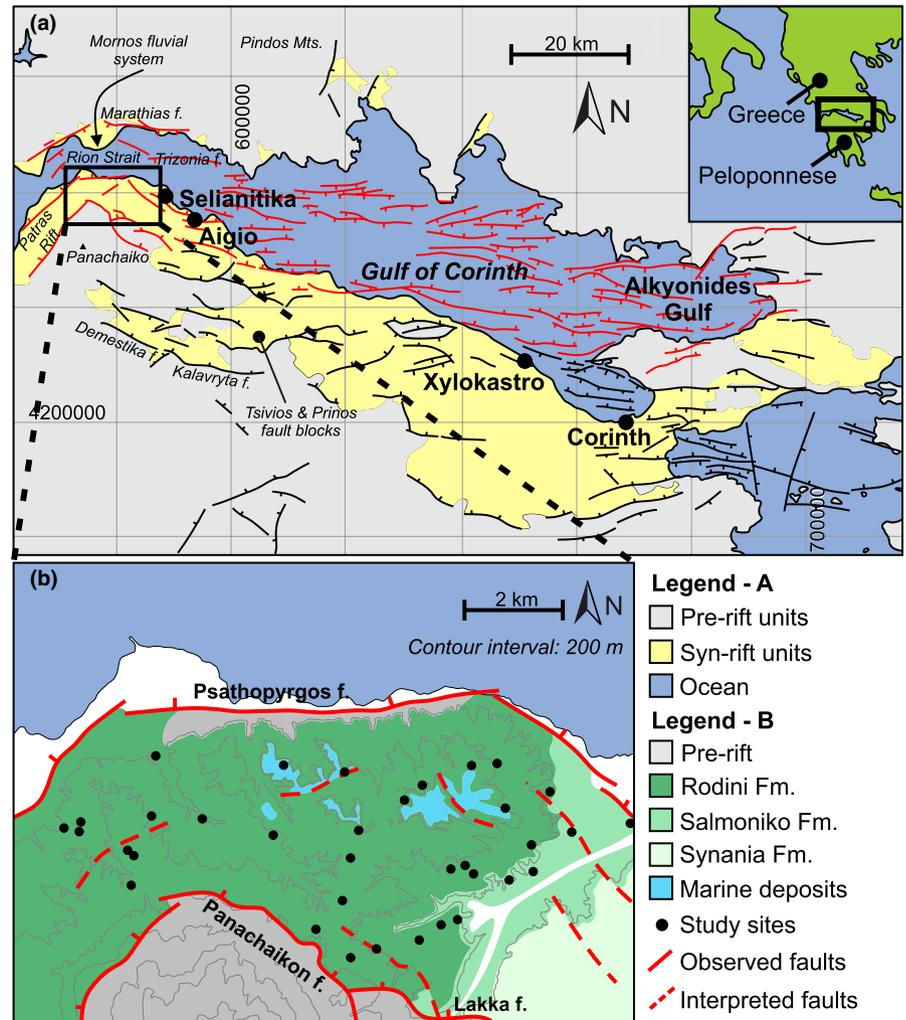 (a)
Mornos fluvial
system
Pindos Mts.
20 km
N
600000
Greece
Peloponnese
Marathias f.
Rion Strait
Trizonia f.
Selianitika
Aigio
Patras
Rift
Panachaiko
Gulf of Corinth
Alkyonides
Gulf
Demestika f.
Kalavryta f.
Xylokastro
4200000
Tsivios & Prinos
fault blocks
Corinth
700000
(b)
2 km
N
Contour interval: 200 m
Psathopyrgos f.
Panachaikon f.
Lakka f.
Legend - A
Pre-rift units
Syn-rift units
Ocean
Legend - B
Pre-rift
Rodini Fm.
Salmoniko Fm.
Synania Fm.
Marine deposits
Study sites
Observed faults
Interpreted faults